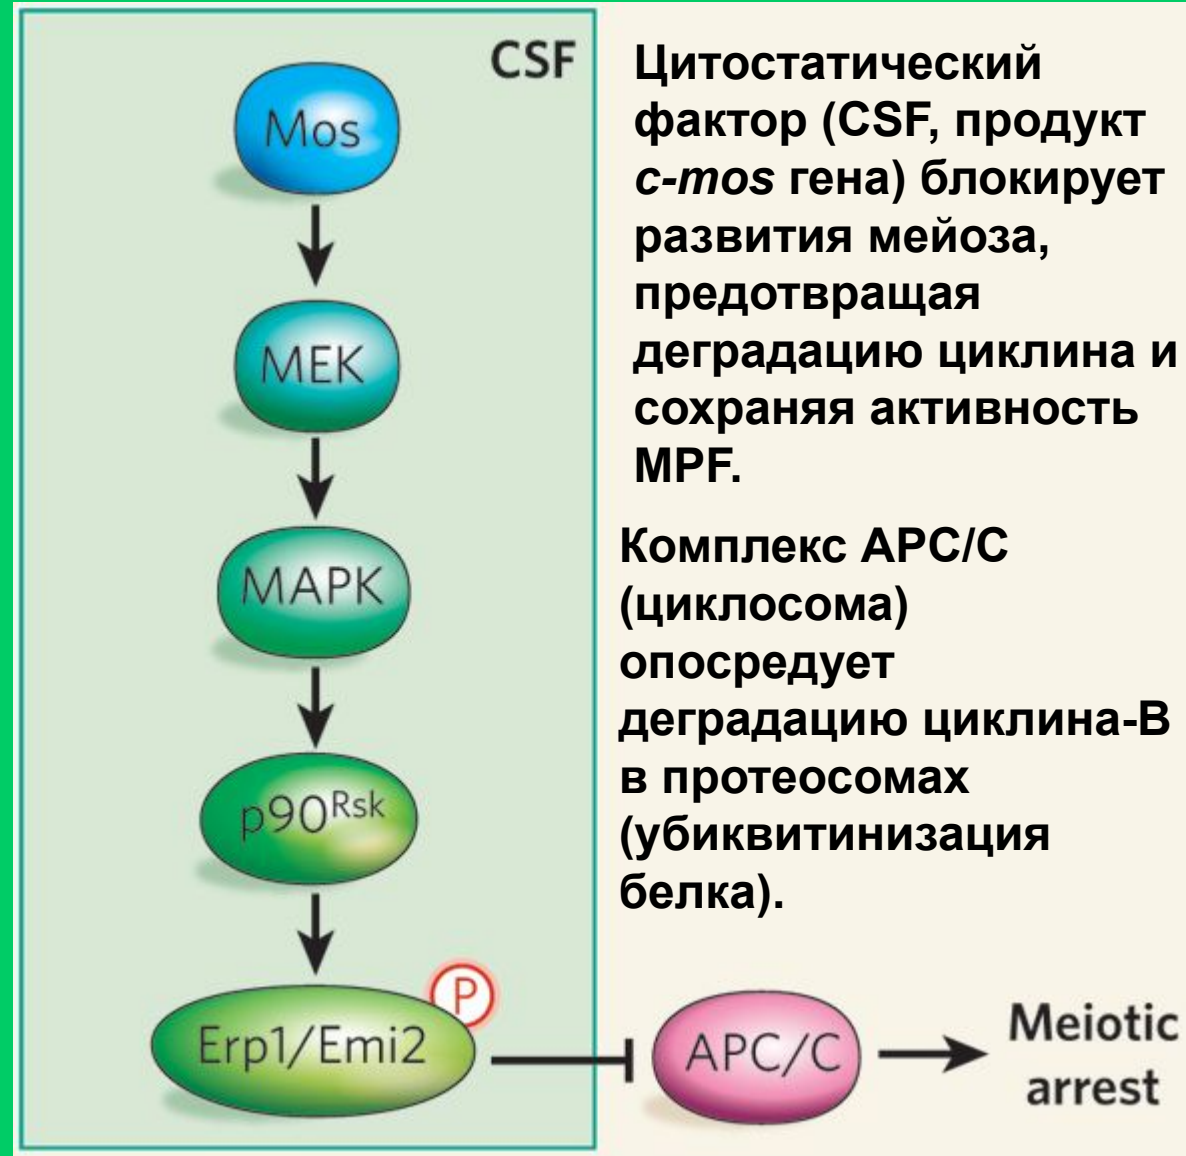 CSF
Mos
MEK
MAPK
p90Rsk
P
Erp1/Emi2
APC/C
Meiotic
arrest
Цитостатический
фактор (CSF, продукт
c-mos гена) блокирует
развития мейоза,
предотвращая
деградацию циклина и
сохраняя активность
MPF.
Комплекс APC/C
(циклосома)
опосредует
деградацию циклина-В
в протеосомах
(убиквитинизация
белка).